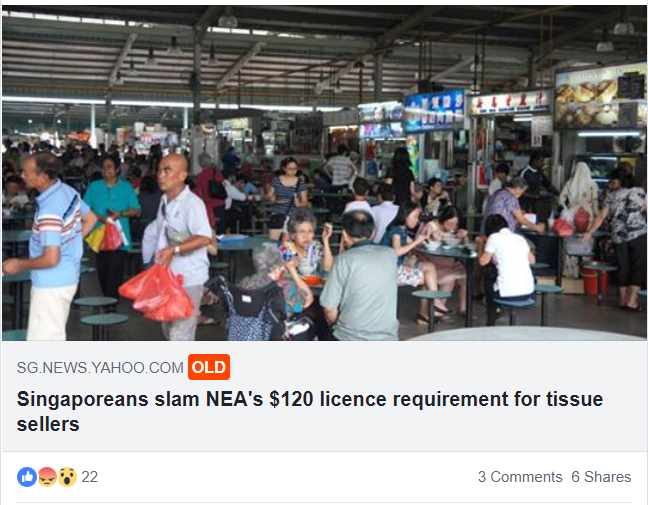 SG.NEWS.YAHOO.COM OLD
Singaporeans slam NEA's $120 licence requirement for tissue
sellers
22
3 Comments 6 Shares